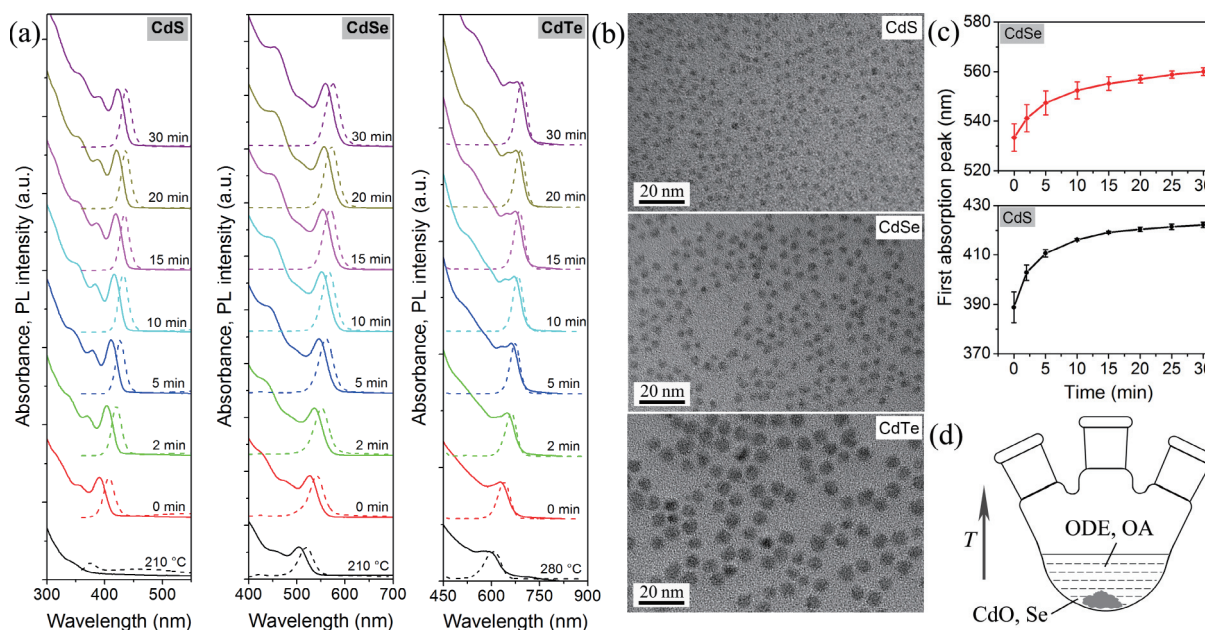 (a)
CdS
CdSe
CdTe
Absorbance, PL intensity (a.u.)
30 min
20 min
15 min
10 min
5 min
2 min
0 min
210 °C
300 400 500
Wavelength (nm)
Absorbance, PL intensity (a.u.)
30 min
20 min
15 min
10 min
5 min
2 min
0 min
210 °C
400 500 600 700
Wavelength (nm)
Absorbance, PL intensity (a.u.)
30 min
20 min
15 min
10 min
5 min
2 min
0 min
280 °C
450 600 750 900
Wavelength (nm)
(b)
CdS
20 nm
CdSe
20 nm
CdTe
20 nm
(c)
CdSe
560
540
520
CdS
430
410
390
370
First absorption peak (nm)
0 5 10 15 20 25 30
Time (min)
(d)
T
ODE, OA
CdO, Se